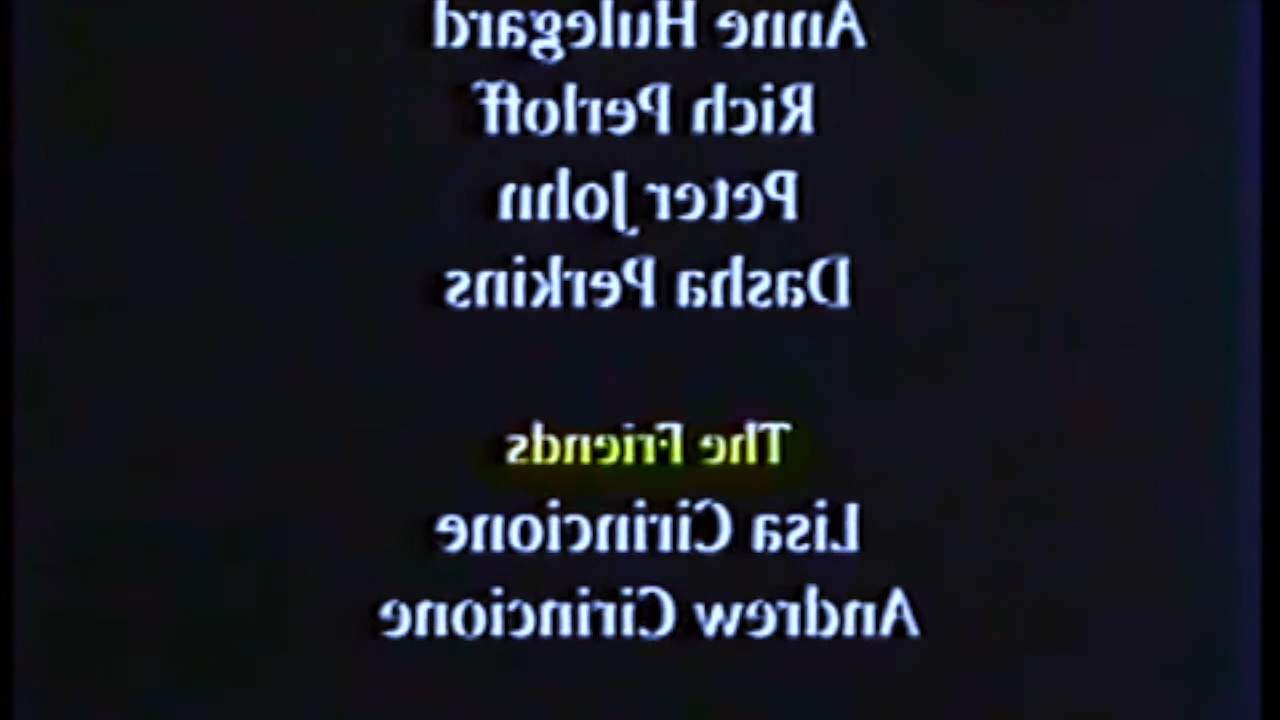 Anne Hulegard
Rich Perloff
Peter John
Dasha Perkins
The Friends
Lisa Cirincione
Andrew Cirincione